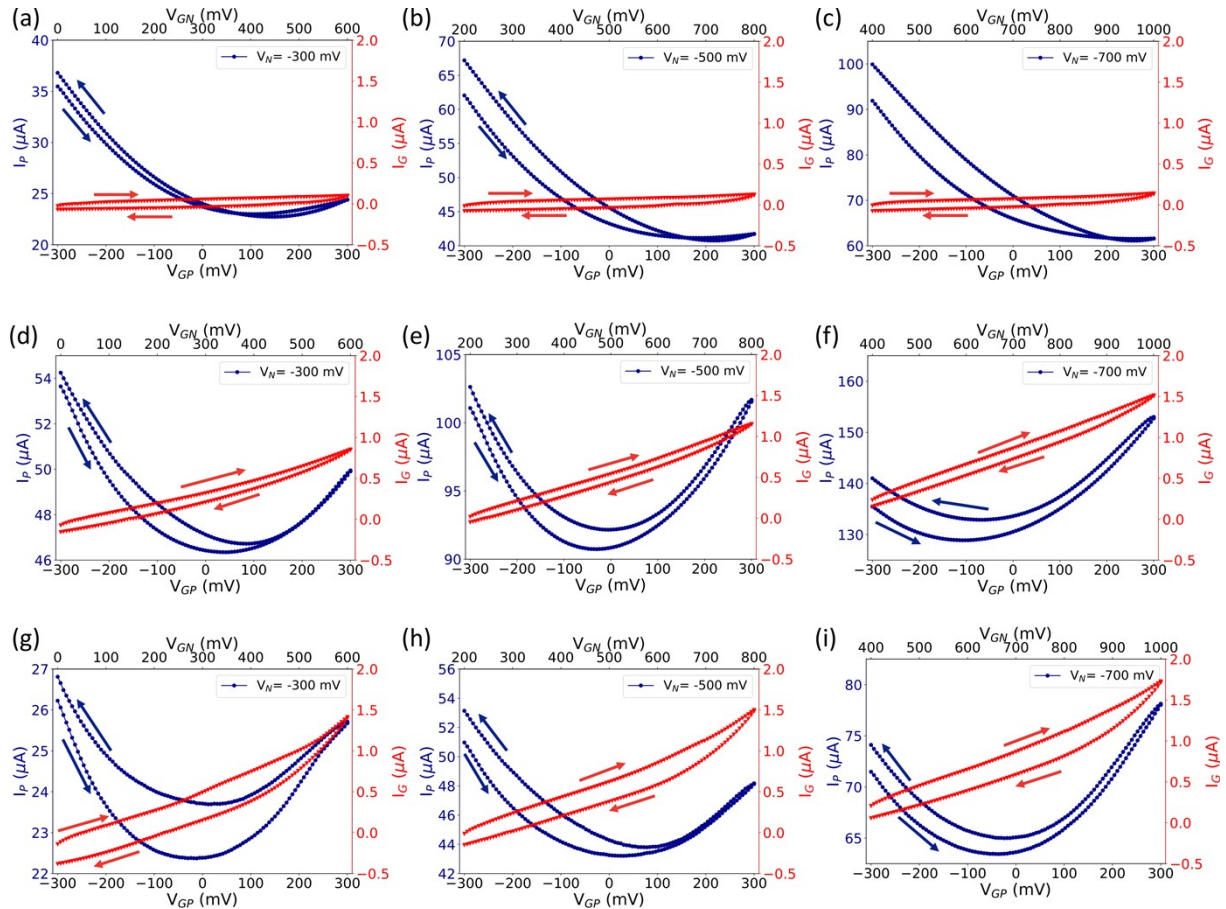 (a) V_GN (mV) (b) V_GN (mV) (c) V_GN (mV)
0 100 200 300 400 500 600 200 300 400 500 600 700 800 400 500 600 700 800 900 1000
40 V_N= -300 mV 2.0 70 V_N= -500 mV 2.0 V_N= -700 mV 2.0
35 1.5 65 1.5 100 1.5
30 1.0 60 1.0 90 1.0
25 0.5 55 0.5 80 0.5
20 0.0 50 0.0 70 0.0
−0.5 45 −0.5 60 −0.5
40
I_P (μA) I_G (μA) I_P (μA) I_G (μA) I_P (μA) I_G (μA)
−300 −200 −100 0 100 200 300 −300 −200 −100 0 100 200 300 −300 −200 −100 0 100 200 300
V_GP (mV) V_GP (mV) V_GP (mV)
(d) V_GN (mV) (e) V_GN (mV) (f) V_GN (mV)
0 100 200 300 400 500 600 200 300 400 500 600 700 800 400 500 600 700 800 900 1000
V_N= -300 mV 2.0 105 V_N= -500 mV 2.0 V_N= -700 mV 2.0
54 1.5 100 1.5 160 1.5
52 1.0 95 1.0 150 1.0
50 0.5 90 0.5 140 0.5
48 0.0 0.0 130 0.0
46 −0.5 −0.5 −0.5
I_P (μA) I_G (μA) I_P (μA) I_G (μA) I_P (μA) I_G (μA)
−300 −200 −100 0 100 200 300 −300 −200 −100 0 100 200 300 −300 −200 −100 0 100 200 300
V_GP (mV) V_GP (mV) V_GP (mV)
(g) V_GN (mV) (h) V_GN (mV) (i) V_GN (mV)
0 100 200 300 400 500 600 200 300 400 500 600 700 800 400 500 600 700 800 900 1000
27 V_N= -300 mV 2.0 56 V_N= -500 mV 2.0 V_N= -700 mV 2.0
26 1.5 54 1.5 80 1.5
25 1.0 52 1.0 75 1.0
24 0.5 50 0.5 70 0.5
23 0.0 48 0.0 65 0.0
22 −0.5 46 −0.5 −0.5
44
42
I_P (μA) I_G (μA) I_P (μA) I_G (μA) I_P (μA) I_G (μA)
−300 −200 −100 0 100 200 300 −300 −200 −100 0 100 200 300 −300 −200 −100 0 100 200 300
V_GP (mV) V_GP (mV) V_GP (mV)